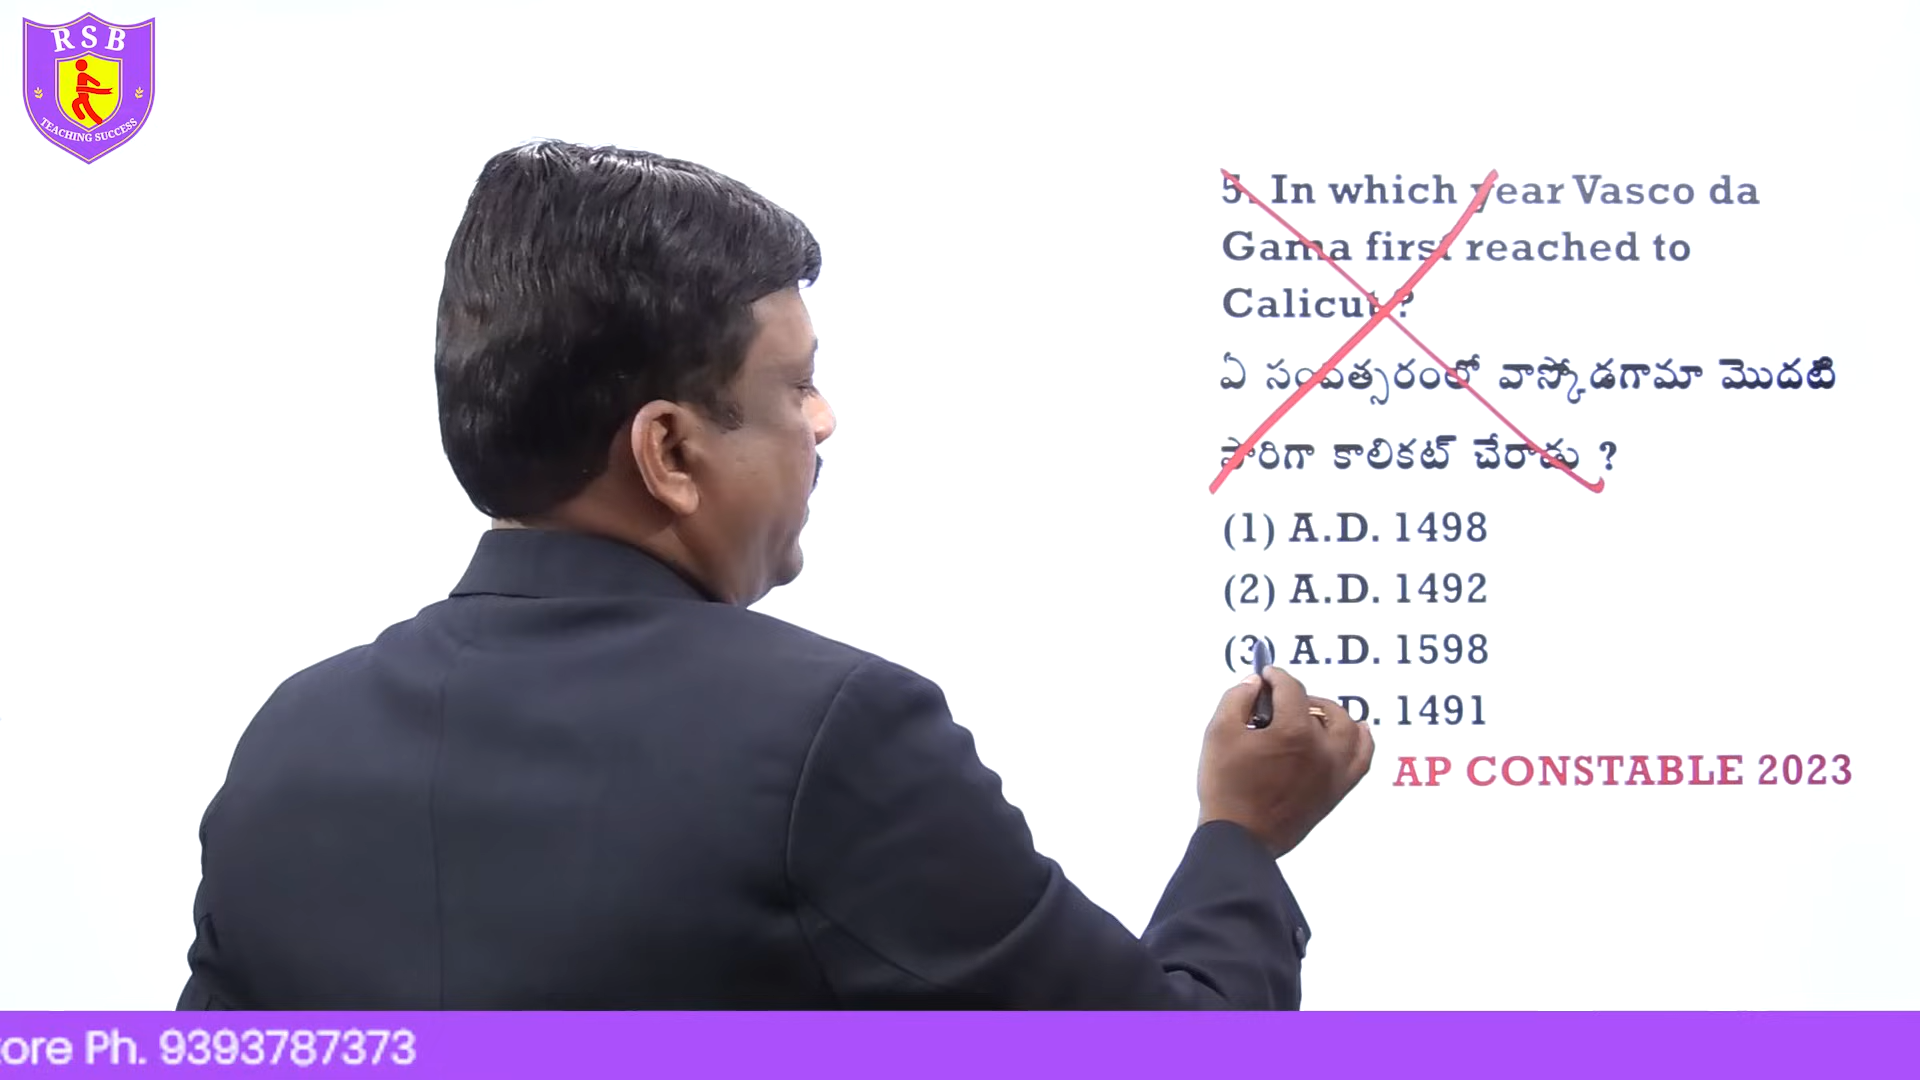 RSB
TEACHING SUCCESS
5. In which year Vasco da
Gama first reached to
Calicut ?
ఏ సంవత్సరంలో వాస్కోడగామా మొదటి
సారిగా కాలికట్ చేరాడు ?
(1) A.D. 1498
(2) A.D. 1492
(3) A.D. 1598
D. 1491
AP CONSTABLE 2023
tore Ph. 9393787373